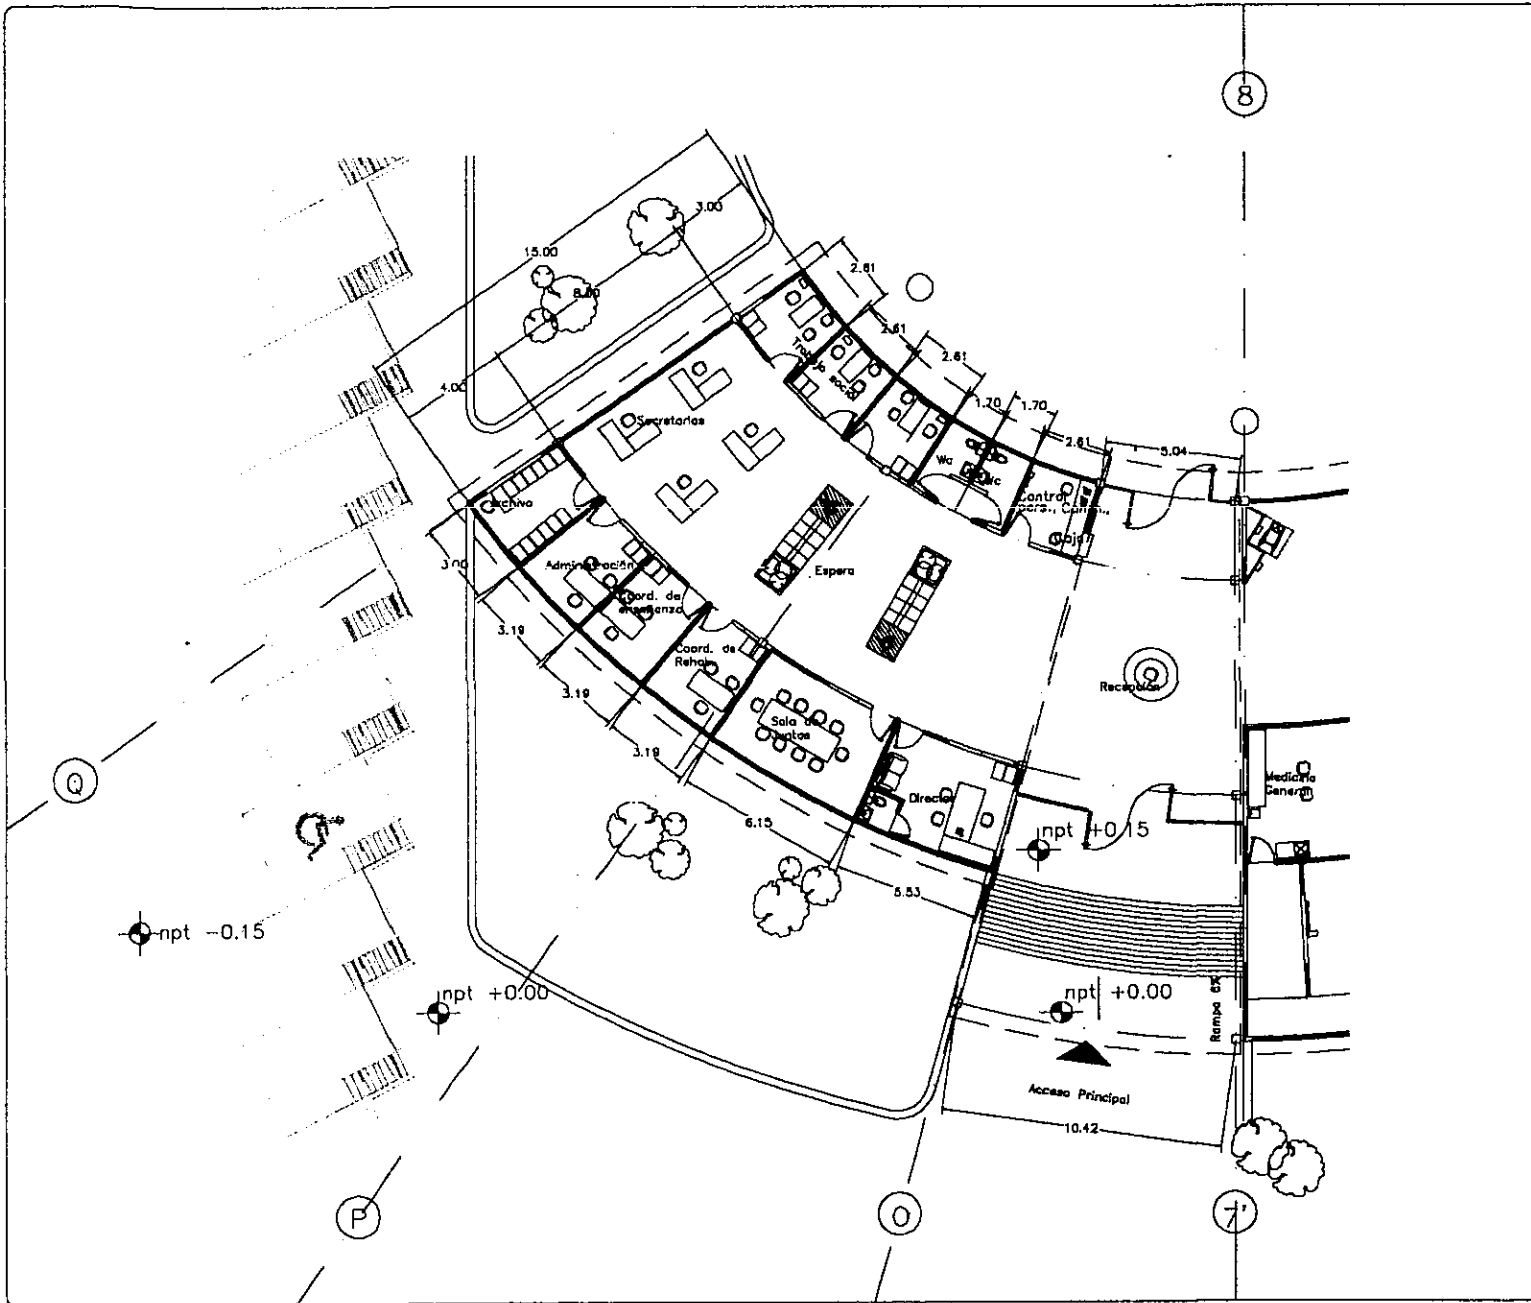 8
3.00
15.00
8.00
2.61
4.00
2.61
2.61
Trabajo
social
1.70
1.70
2.61
5.04
Secretarias
Wc
Wc
Archivo
Control
Caja
3.00
Administración
Espera
Coord. de
enseñanza
3.19
Coord. de
Rehab.
3.19
Recepción
Sala de
Juntas
3.19
Q
Medicina
General
Director
6.15
npt +0.15
5.53
npt -0.15
npt +0.00
npt +0.00
Rampa 6%
Acceso Principal
10.42
P
O
7'